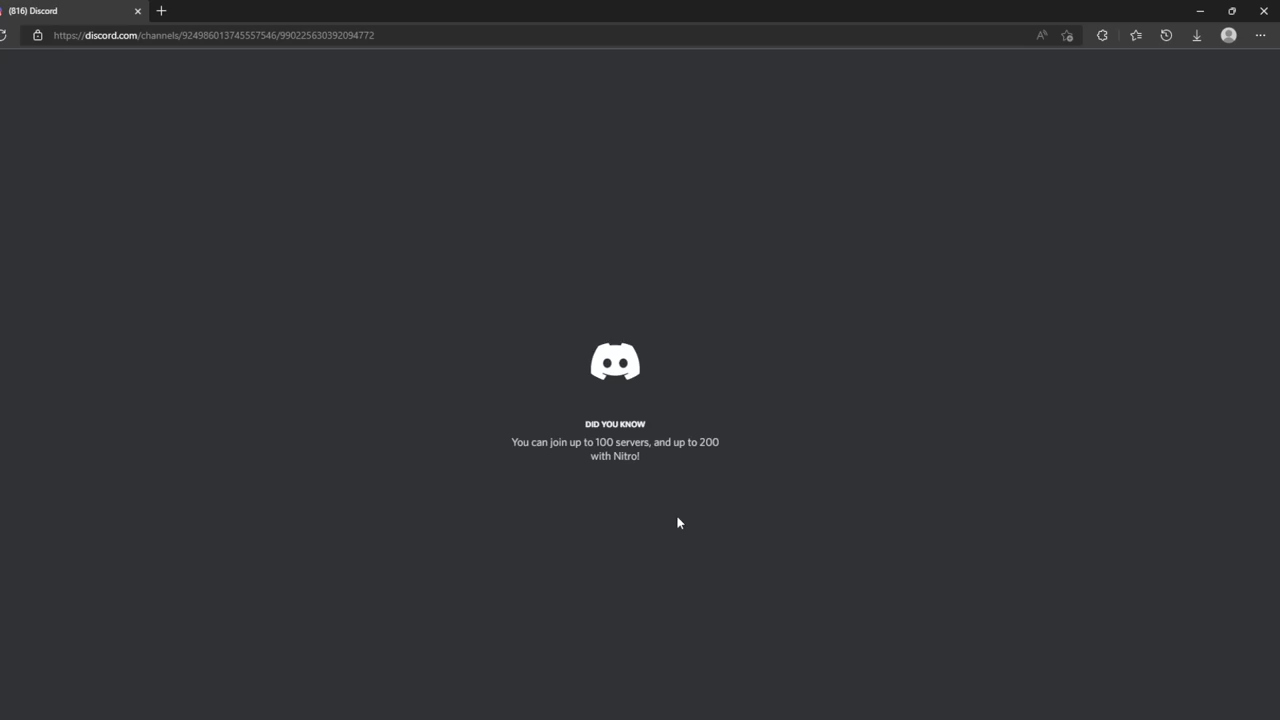 (816) Discord
https://discord.com/channels/924986013745557546/990225630392094772
DID YOU KNOW
You can join up to 100 servers, and up to 200
with Nitro!